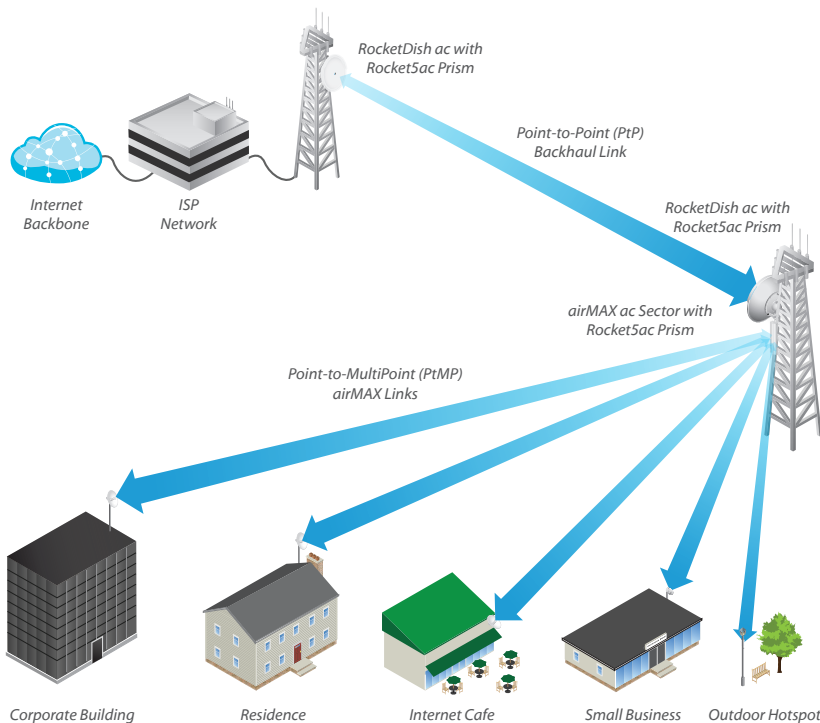 RocketDish ac with
Rocket5ac Prism
Point-to-Point (PtP)
Backhaul Link
Internet
Backbone
ISP
Network
RocketDish ac with
Rocket5ac Prism
airMAX ac Sector with
Rocket5ac Prism
Point-to-MultiPoint (PtMP)
airMAX Links
Corporate Building
Residence
Internet Cafe
Small Business
Outdoor Hotspot